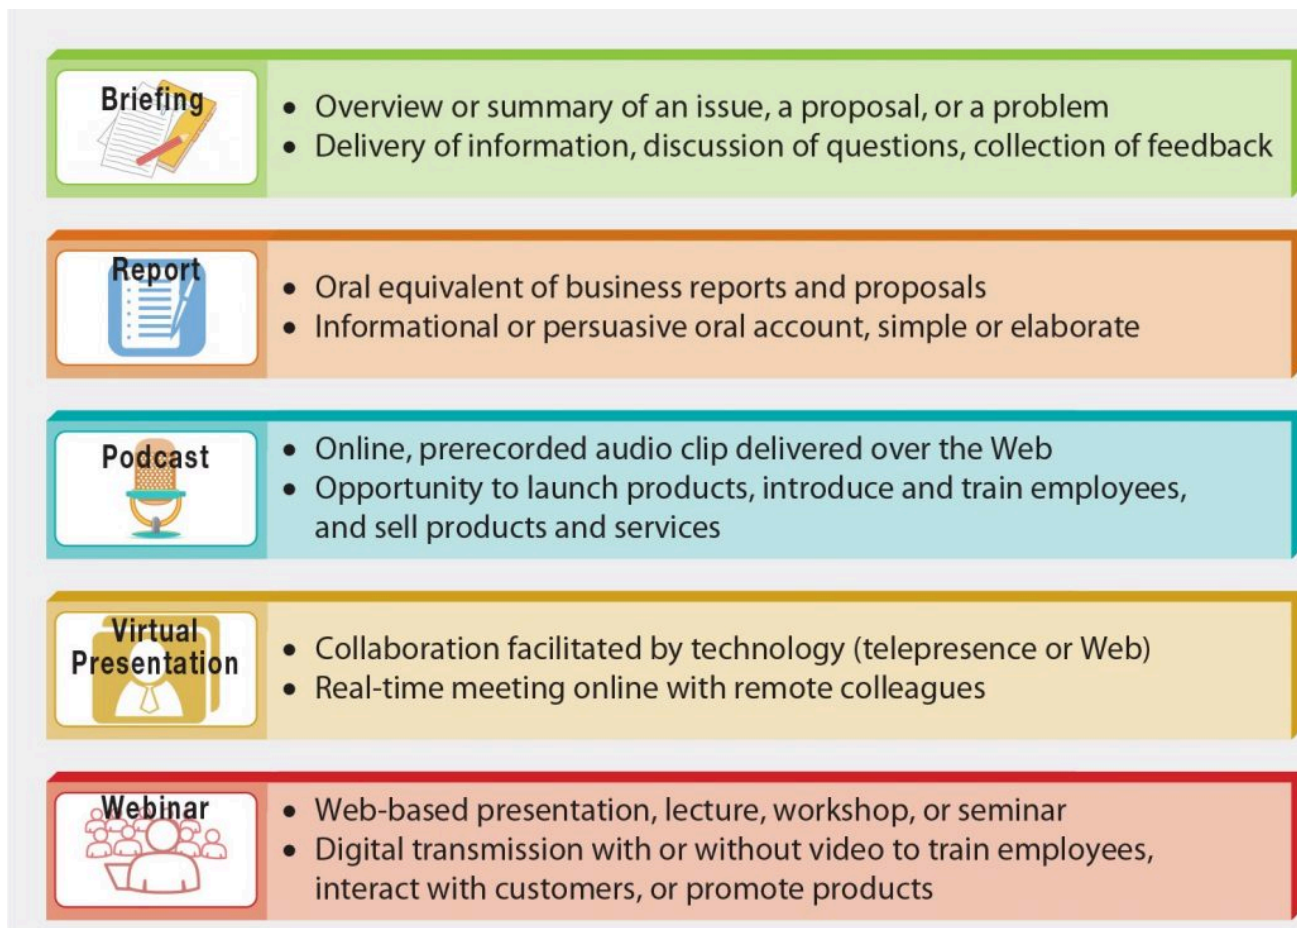 Briefing
• Overview or summary of an issue, a proposal, or a problem
• Delivery of information, discussion of questions, collection of feedback
Report
• Oral equivalent of business reports and proposals
• Informational or persuasive oral account, simple or elaborate
Podcast
• Online, prerecorded audio clip delivered over the Web
• Opportunity to launch products, introduce and train employees,
and sell products and services
Virtual
Presentation
• Collaboration facilitated by technology (telepresence or Web)
• Real-time meeting online with remote colleagues
Webinar
• Web-based presentation, lecture, workshop, or seminar
• Digital transmission with or without video to train employees,
interact with customers, or promote products